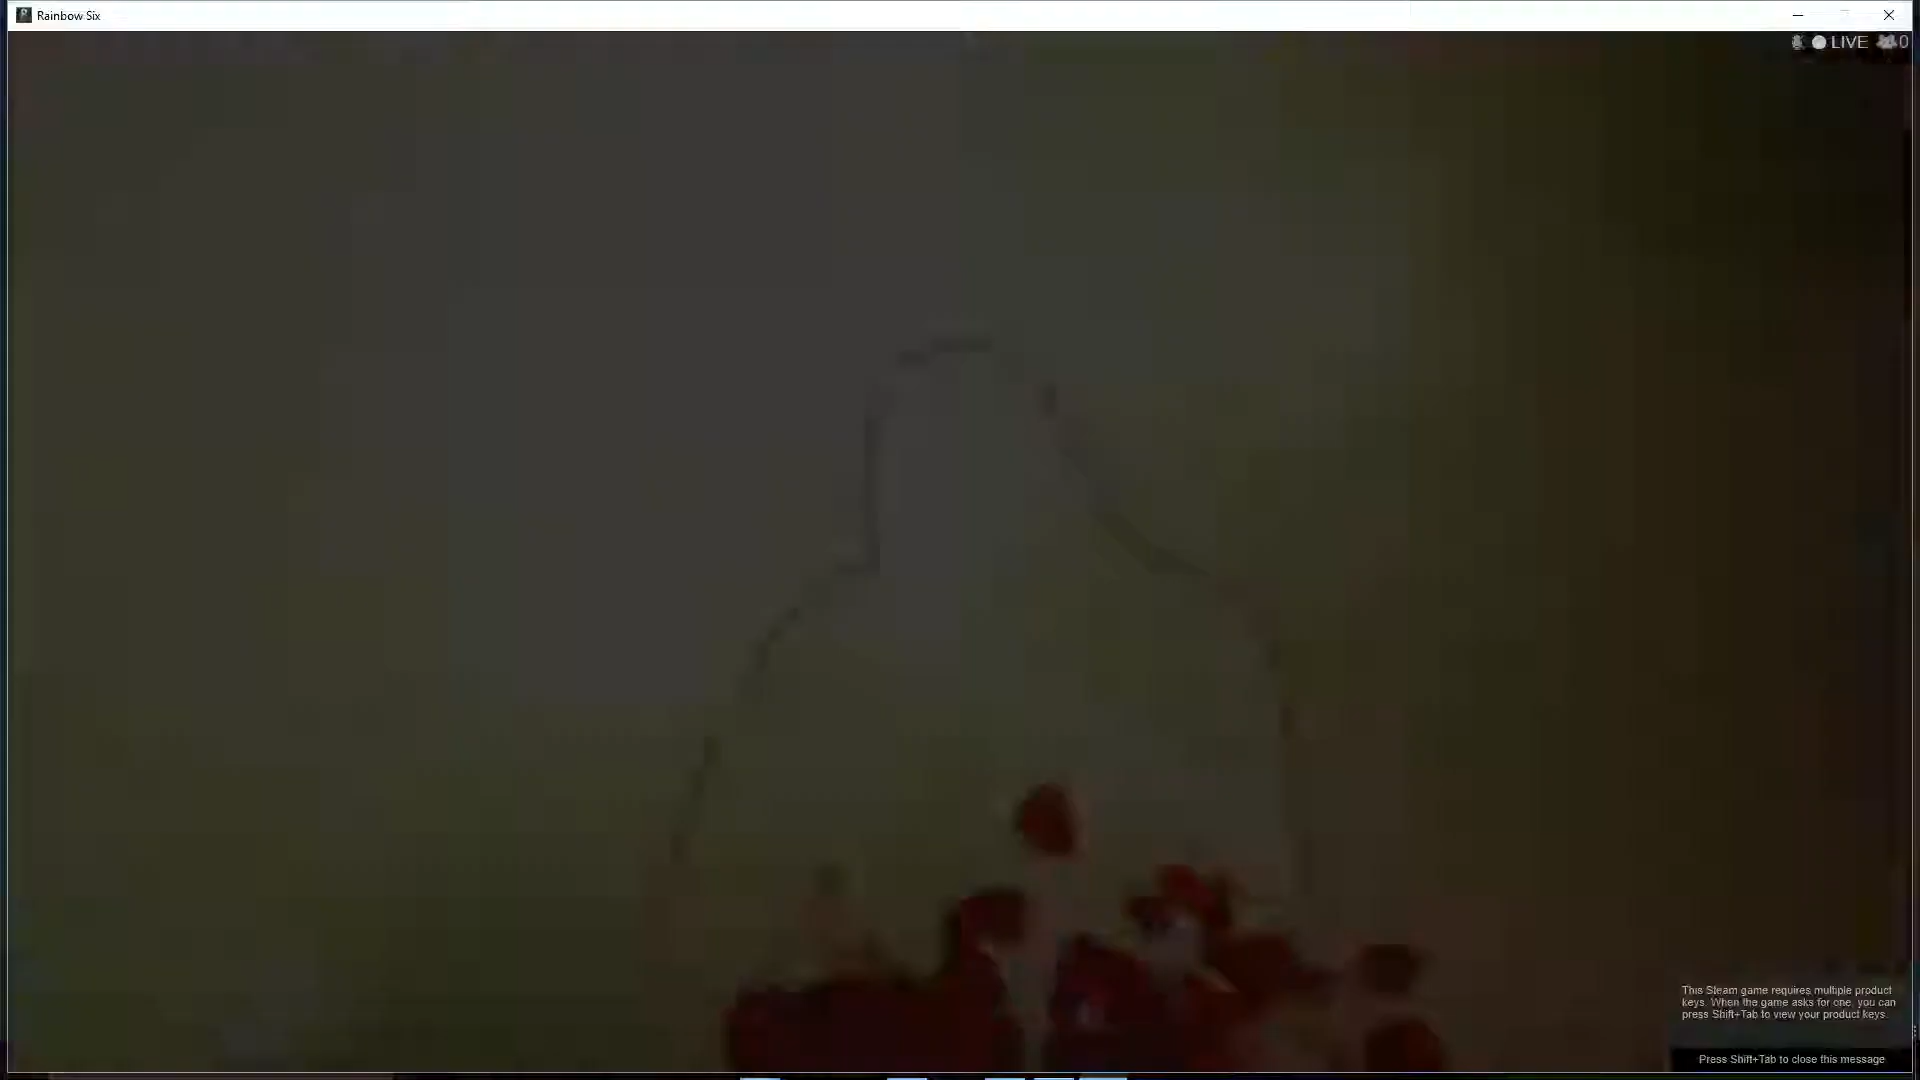 Rainbow Six
LIVE 0
This Steam game requires multiple product
keys. When the game asks for one, you can
press Shift+Tab to view your product keys.
Press Shift+Tab to close this message